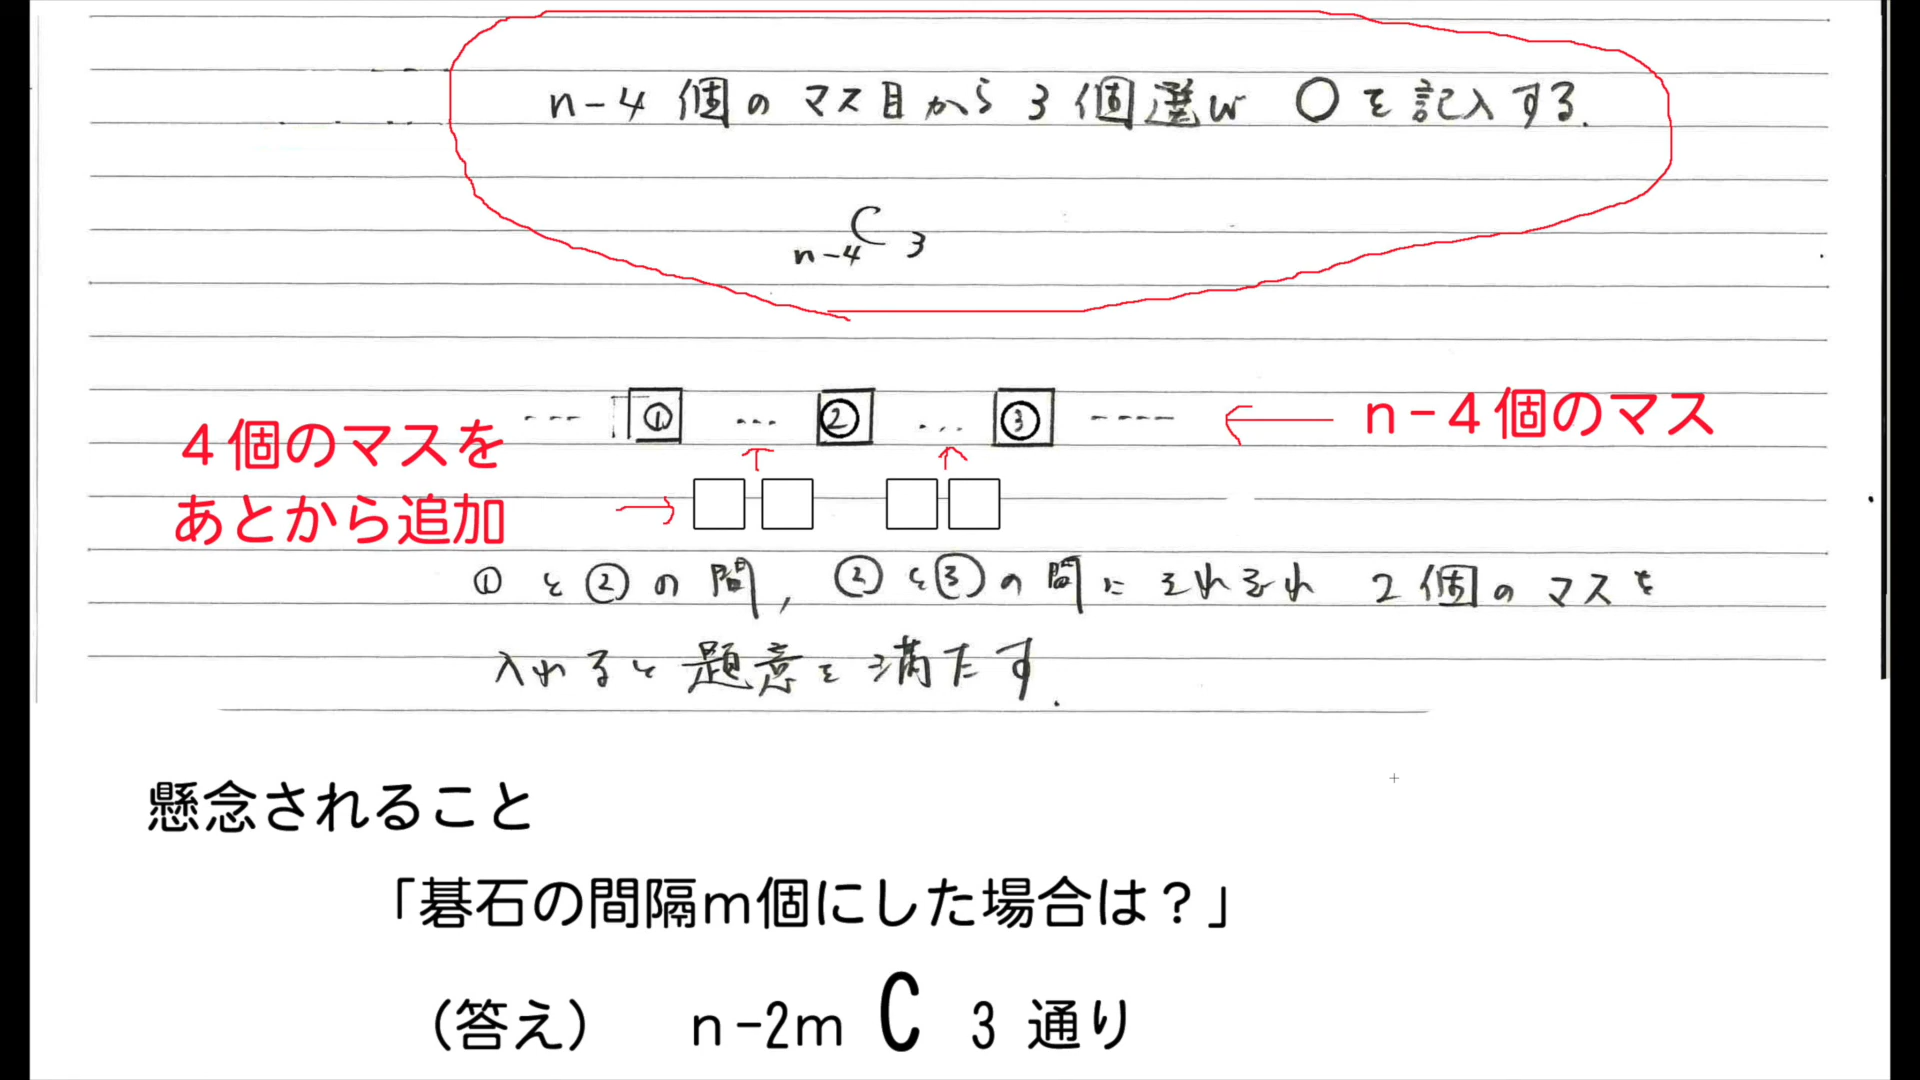 n-4 個のマス目から 3個選び ○を記入する.
n-4 C 3
--- ① ... ② ... ③ ----
n-4個のマス
4個のマスを
あとから追加
①と②の間, ②と③の間にそれぞれ 2個のマスを
入れると題意を満たす.
懸念されること
「碁石の間隔m個にした場合は？」
（答え） n-2m C 3 通り